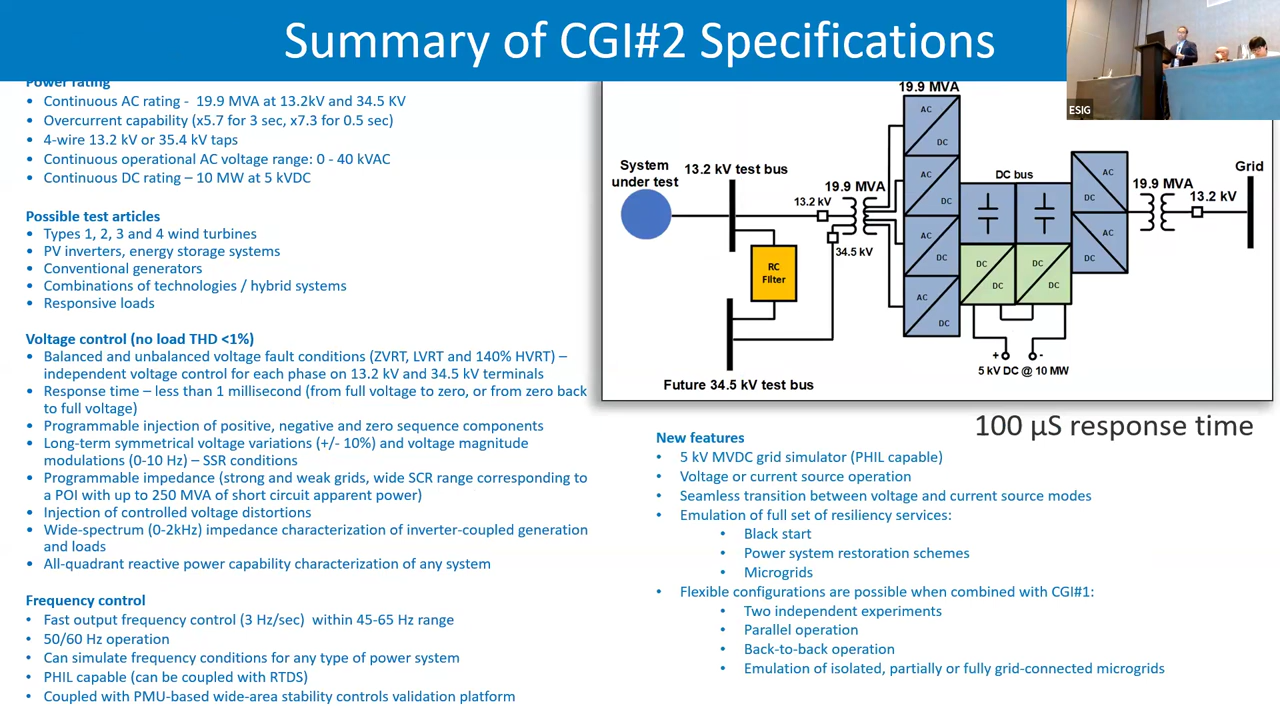 Summary of CGI#2 Specifications
ESIG
Power rating
• Continuous AC rating - 19.9 MVA at 13.2kV and 34.5 KV
• Overcurrent capability (x5.7 for 3 sec, x7.3 for 0.5 sec)
• 4-wire 13.2 kV or 35.4 kV taps
• Continuous operational AC voltage range: 0 - 40 kVAC
• Continuous DC rating – 10 MW at 5 kVDC
Possible test articles
• Types 1, 2, 3 and 4 wind turbines
• PV inverters, energy storage systems
• Conventional generators
• Combinations of technologies / hybrid systems
• Responsive loads
Voltage control (no load THD <1%)
• Balanced and unbalanced voltage fault conditions (ZVRT, LVRT and 140% HVRT) –
independent voltage control for each phase on 13.2 kV and 34.5 kV terminals
• Response time – less than 1 millisecond (from full voltage to zero, or from zero back
to full voltage)
• Programmable injection of positive, negative and zero sequence components
• Long-term symmetrical voltage variations (+/- 10%) and voltage magnitude
modulations (0-10 Hz) – SSR conditions
• Programmable impedance (strong and weak grids, wide SCR range corresponding to
a POI with up to 250 MVA of short circuit apparent power)
• Injection of controlled voltage distortions
• Wide-spectrum (0-2kHz) impedance characterization of inverter-coupled generation
and loads
• All-quadrant reactive power capability characterization of any system
Frequency control
• Fast output frequency control (3 Hz/sec) within 45-65 Hz range
• 50/60 Hz operation
• Can simulate frequency conditions for any type of power system
• PHIL capable (can be coupled with RTDS)
• Coupled with PMU-based wide-area stability controls validation platform
19.9 MVA
System
under test
13.2 kV test bus
13.2 kV
19.9 MVA
34.5 kV
RC
Filter
AC
DC
AC
DC
AC
DC
AC
DC
DC bus
DC
DC
DC
DC
AC
DC
AC
DC
19.9 MVA
13.2 kV
Grid
+ -
5 kV DC @ 10 MW
Future 34.5 kV test bus
100 µS response time
New features
• 5 kV MVDC grid simulator (PHIL capable)
• Voltage or current source operation
• Seamless transition between voltage and current source modes
• Emulation of full set of resiliency services:
• Black start
• Power system restoration schemes
• Microgrids
• Flexible configurations are possible when combined with CGI#1:
• Two independent experiments
• Parallel operation
• Back-to-back operation
• Emulation of isolated, partially or fully grid-connected microgrids